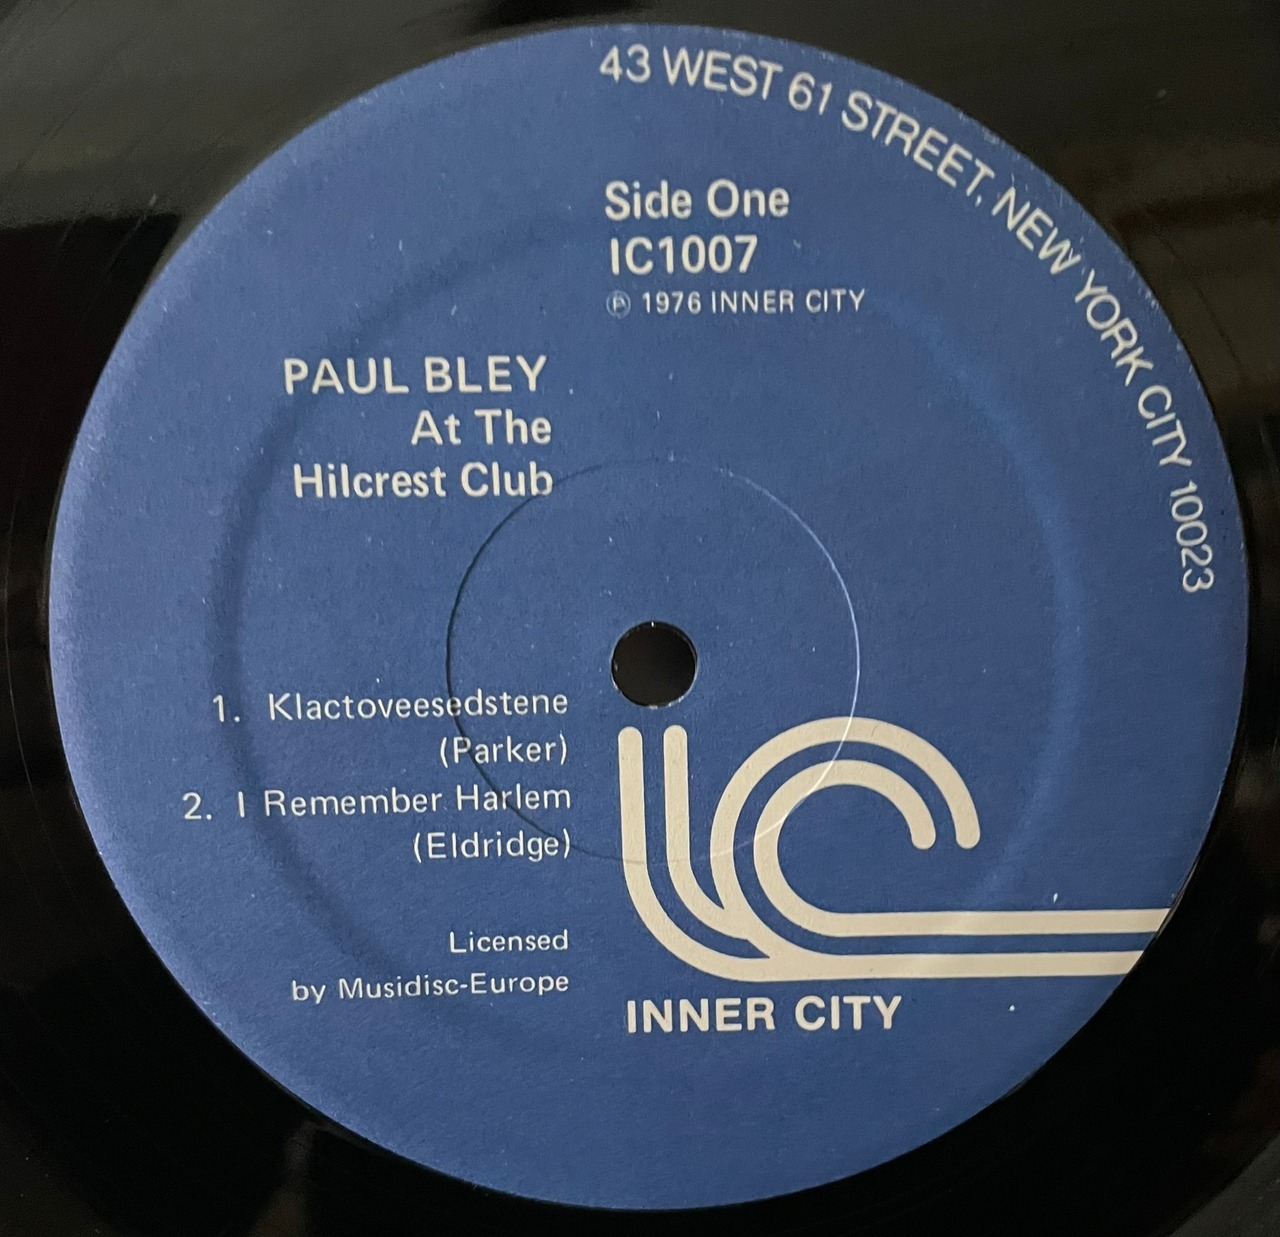 43 WEST 61 STREET, NEW YORK CITY 10023
Side One
IC1007
℗ 1976 INNER CITY
PAUL BLEY
At The
Hilcrest Club
1. Klactoveesedstene
(Parker)
2. I Remember Harlem
(Eldridge)
Licensed
by Musidisc-Europe
IC
INNER CITY